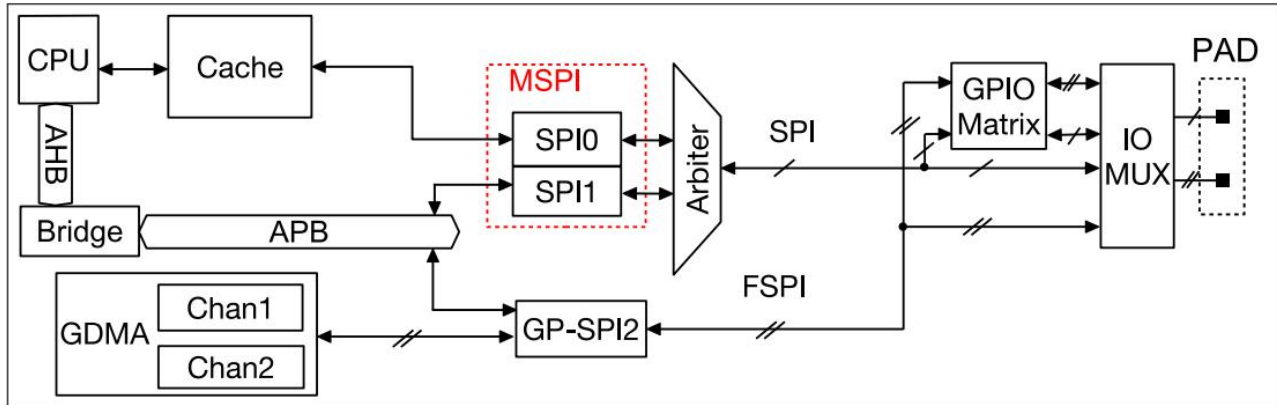 CPU
Cache
AHB
Bridge
APB
GDMA
Chan1
Chan2
MSPI
SPI0
SPI1
GP-SPI2
Arbiter
SPI
FSPI
GPIO
Matrix
IO
MUX
PAD